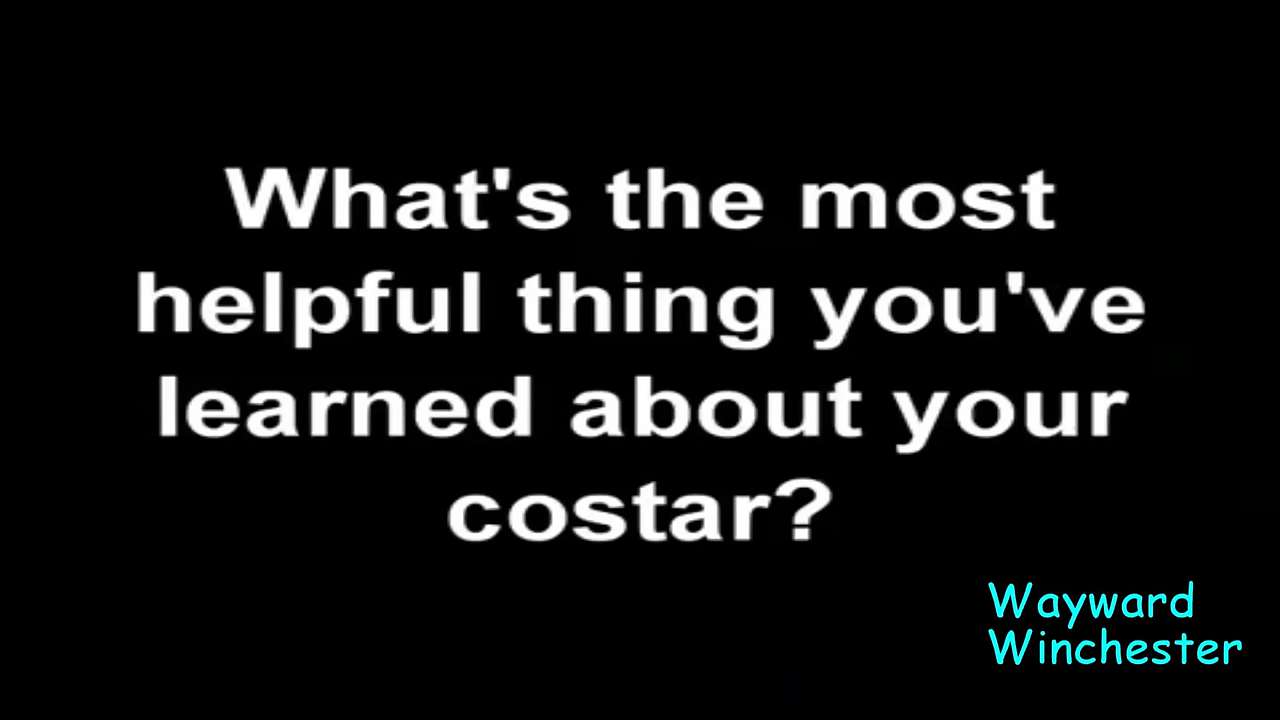 What's the most
helpful thing you've
learned about your
costar?
Wayward
Winchester